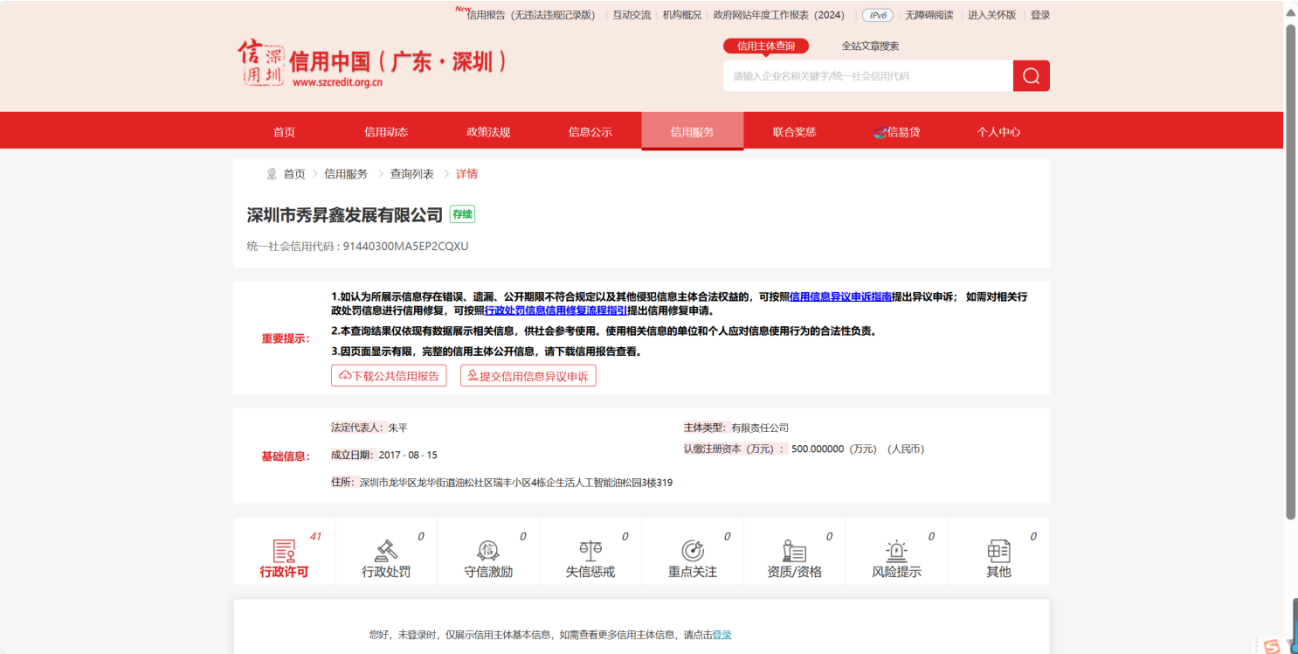 New信用报告（无违法违规记录版） 互动交流 机构概况 政府网站年度工作报表（2024） IPv6 无障碍阅读 进入关怀版 登录
信用 深圳 信用中国（广东・深圳）
www.szcredit.org.cn
信用主体查询 全站文章搜索
请输入企业名称关键字/统一社会信用代码
首页 信用动态 政策法规 信息公示 信用服务 联合奖惩 信易贷 个人中心
首页 > 信用服务 > 查询列表 > 详情
深圳市秀昇鑫发展有限公司 存续
统一社会信用代码：91440300MA5EP2CQXU
重要提示：
1.如认为所展示信息存在错误、遗漏、公开期限不符合规定以及其他侵犯信息主体合法权益的，可按照信用信息异议申诉指南提出异议申诉； 如需对相关行
政处罚信息进行信用修复，可按照行政处罚信息信用修复流程指引提出信用修复申请。
2.本查询结果仅依现有数据展示相关信息，供社会参考使用。使用相关信息的单位和个人应对信息使用行为的合法性负责。
3.因页面显示有限，完整的信用主体公开信息，请下载信用报告查看。
下载公共信用报告 提交信用信息异议申诉
基础信息：
法定代表人：朱平 主体类型：有限责任公司
成立日期：2017-08-15 认缴注册资本（万元）：500.000000（万元）（人民币）
住所：深圳市龙华区龙华街道油松社区瑞丰小区4栋企生活人工智能油松园3楼319
41 0 0 0 0 0 0 0
行政许可 行政处罚 守信激励 失信惩戒 重点关注 资质/资格 风险提示 其他
您好，未登录时，仅展示信用主体基本信息，如需查看更多信用主体信息，请点击登录